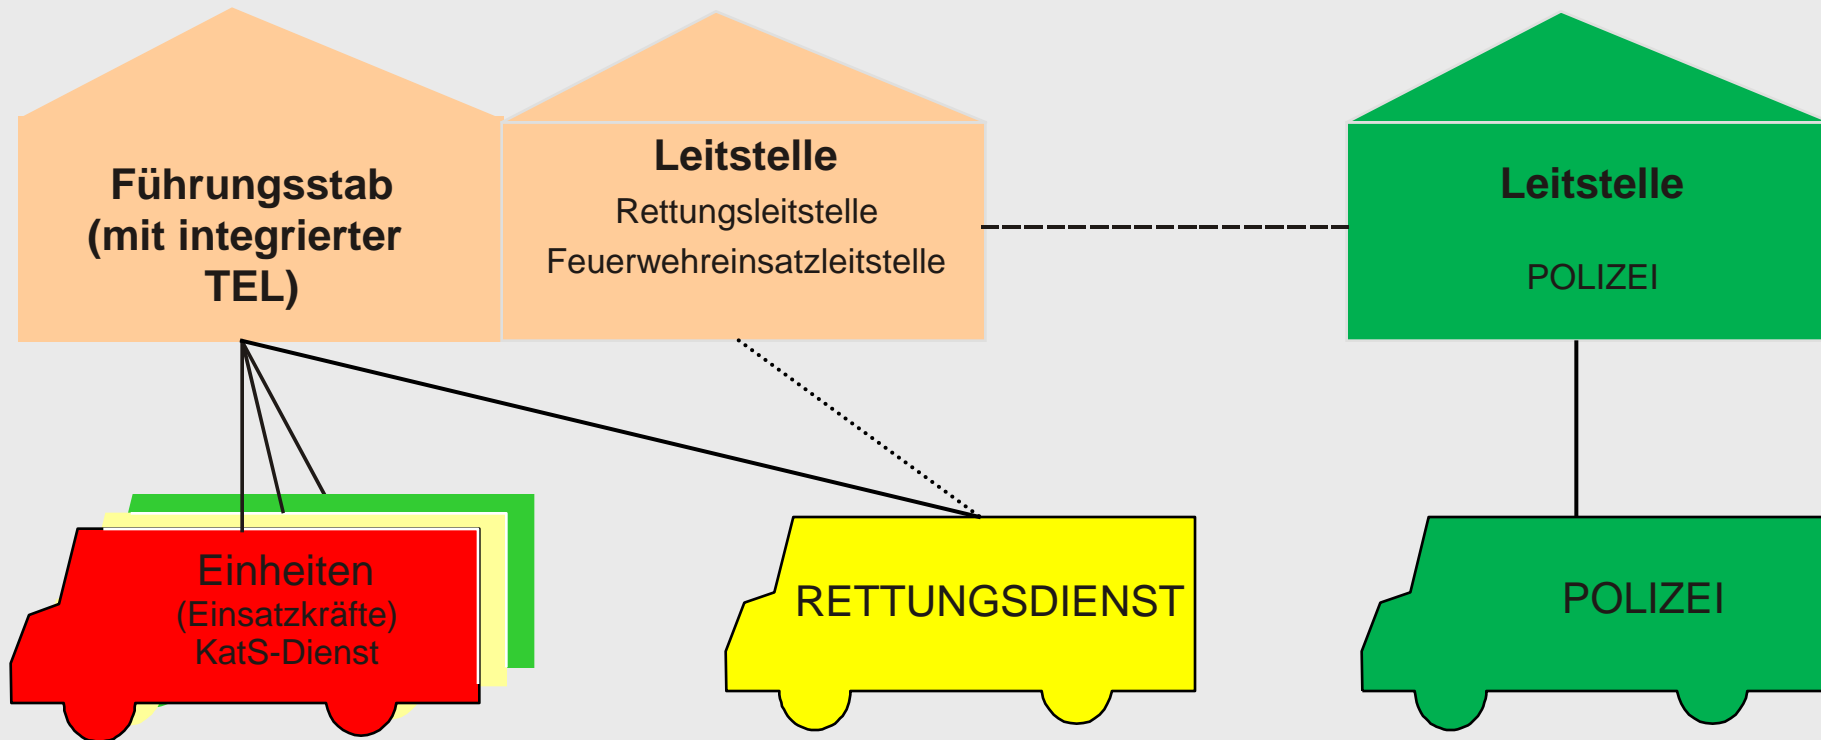 Führungsstab
(mit integrierter
TEL)
Leitstelle
Rettungsleitstelle
Feuerwehreinsatzleitstelle
Leitstelle
POLIZEI
Einheiten
(Einsatzkräfte)
KatS-Dienst
RETTUNGSDIENST
POLIZEI